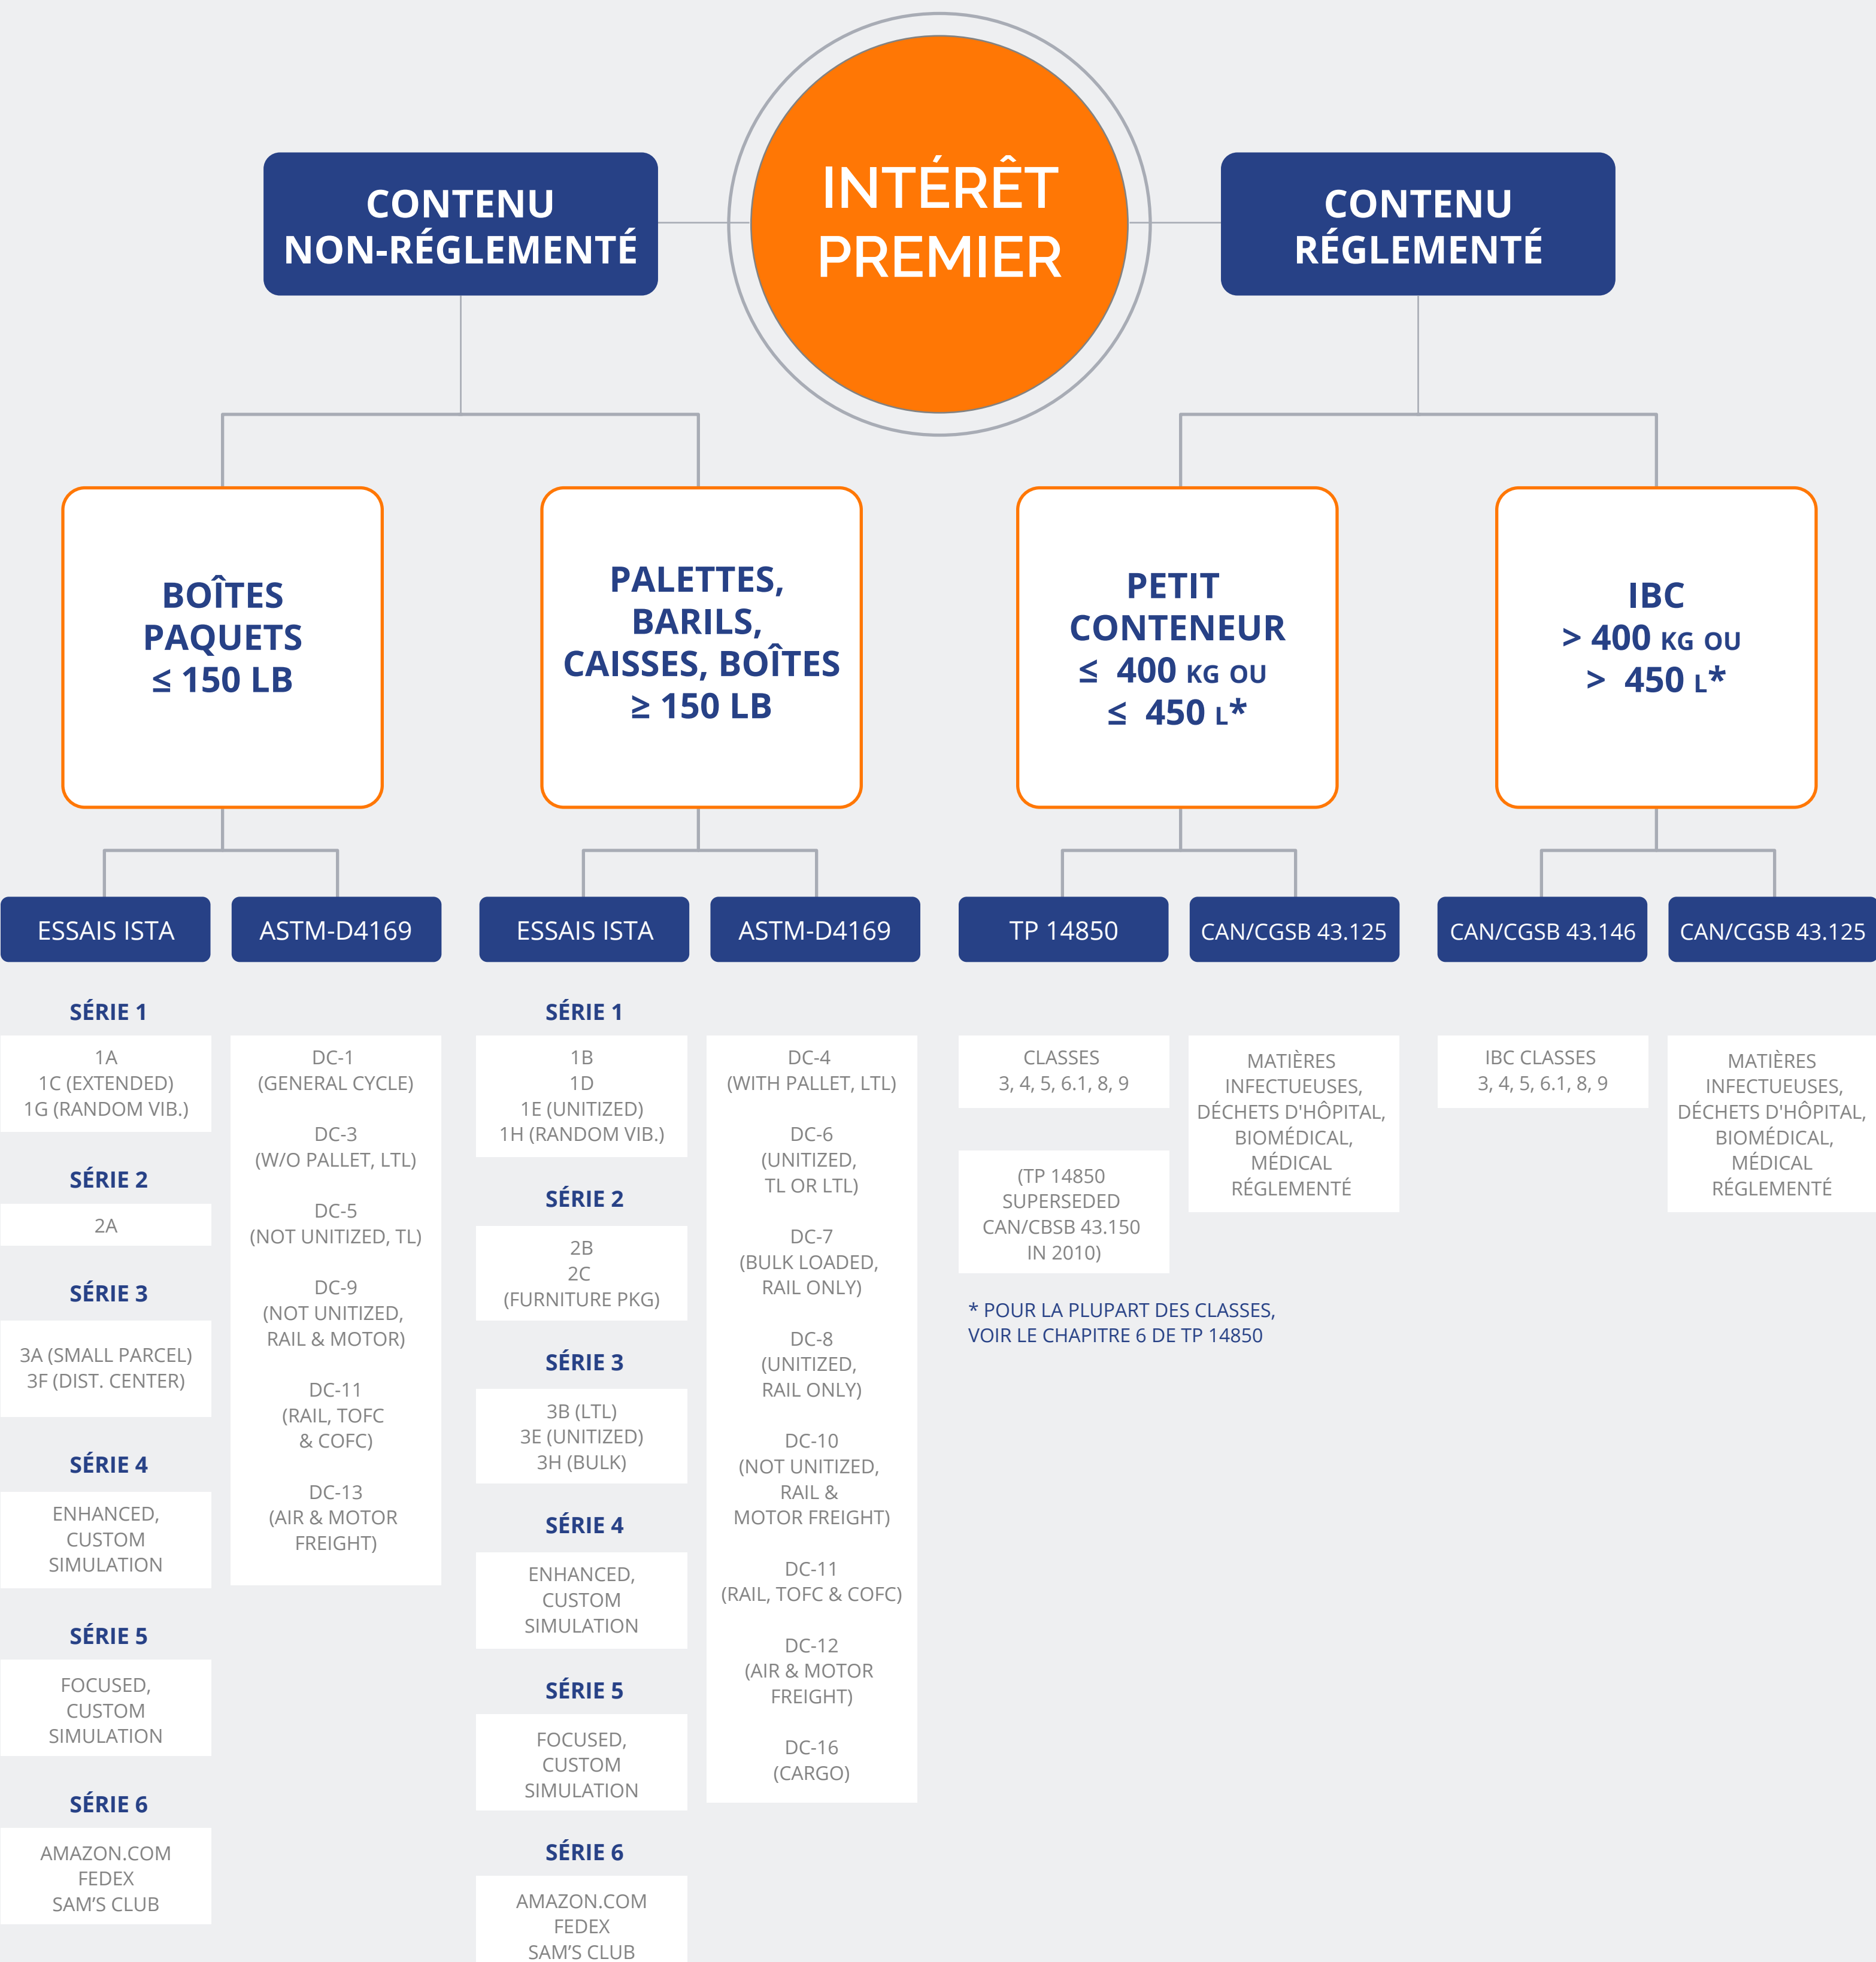 INTÉRÊT
PREMIER
CONTENU
NON-RÉGLEMENTÉ
CONTENU
RÉGLEMENTÉ
BOÎTES
PAQUETS
≤ 150 LB
PALETTES,
BARILS,
CAISSES, BOÎTES
≥ 150 LB
PETIT
CONTENEUR
≤ 400 KG OU
≤ 450 L*
IBC
> 400 KG OU
> 450 L*
ESSAIS ISTA
SÉRIE 1
1A
1C (EXTENDED)
1G (RANDOM VIB.)
SÉRIE 2
2A
SÉRIE 3
3A (SMALL PARCEL)
3F (DIST. CENTER)
SÉRIE 4
ENHANCED,
CUSTOM
SIMULATION
SÉRIE 5
FOCUSED,
CUSTOM
SIMULATION
SÉRIE 6
AMAZON.COM
FEDEX
SAM'S CLUB
ASTM-D4169
DC-1
(GENERAL CYCLE)
DC-3
(W/O PALLET, LTL)
DC-5
(NOT UNITIZED, TL)
DC-9
(NOT UNITIZED,
RAIL & MOTOR)
DC-11
(RAIL, TOFC
& COFC)
DC-13
(AIR & MOTOR
FREIGHT)
ESSAIS ISTA
SÉRIE 1
1B
1D
1E (UNITIZED)
1H (RANDOM VIB.)
SÉRIE 2
2B
2C
(FURNITURE PKG)
SÉRIE 3
3B (LTL)
3E (UNITIZED)
3H (BULK)
SÉRIE 4
ENHANCED,
CUSTOM
SIMULATION
SÉRIE 5
FOCUSED,
CUSTOM
SIMULATION
SÉRIE 6
AMAZON.COM
FEDEX
SAM'S CLUB
ASTM-D4169
DC-4
(WITH PALLET, LTL)
DC-6
(UNITIZED,
TL OR LTL)
DC-7
(BULK LOADED,
RAIL ONLY)
DC-8
(UNITIZED,
RAIL ONLY)
DC-10
(NOT UNITIZED,
RAIL &
MOTOR FREIGHT)
DC-11
(RAIL, TOFC & COFC)
DC-12
(AIR & MOTOR
FREIGHT)
DC-16
(CARGO)
TP 14850
CLASSES
3, 4, 5, 6.1, 8, 9
(TP 14850
SUPERSEDED
CAN/CBSB 43.150
IN 2010)
* POUR LA PLUPART DES CLASSES,
VOIR LE CHAPITRE 6 DE TP 14850
CAN/CGSB 43.125
MATIÈRES
INFECTUEUSES,
DÉCHETS D'HÔPITAL,
BIOMÉDICAL,
MÉDICAL
RÉGLEMENTÉ
CAN/CGSB 43.146
IBC CLASSES
3, 4, 5, 6.1, 8, 9
CAN/CGSB 43.125
MATIÈRES
INFECTUEUSES,
DÉCHETS D'HÔPITAL,
BIOMÉDICAL,
MÉDICAL
RÉGLEMENTÉ